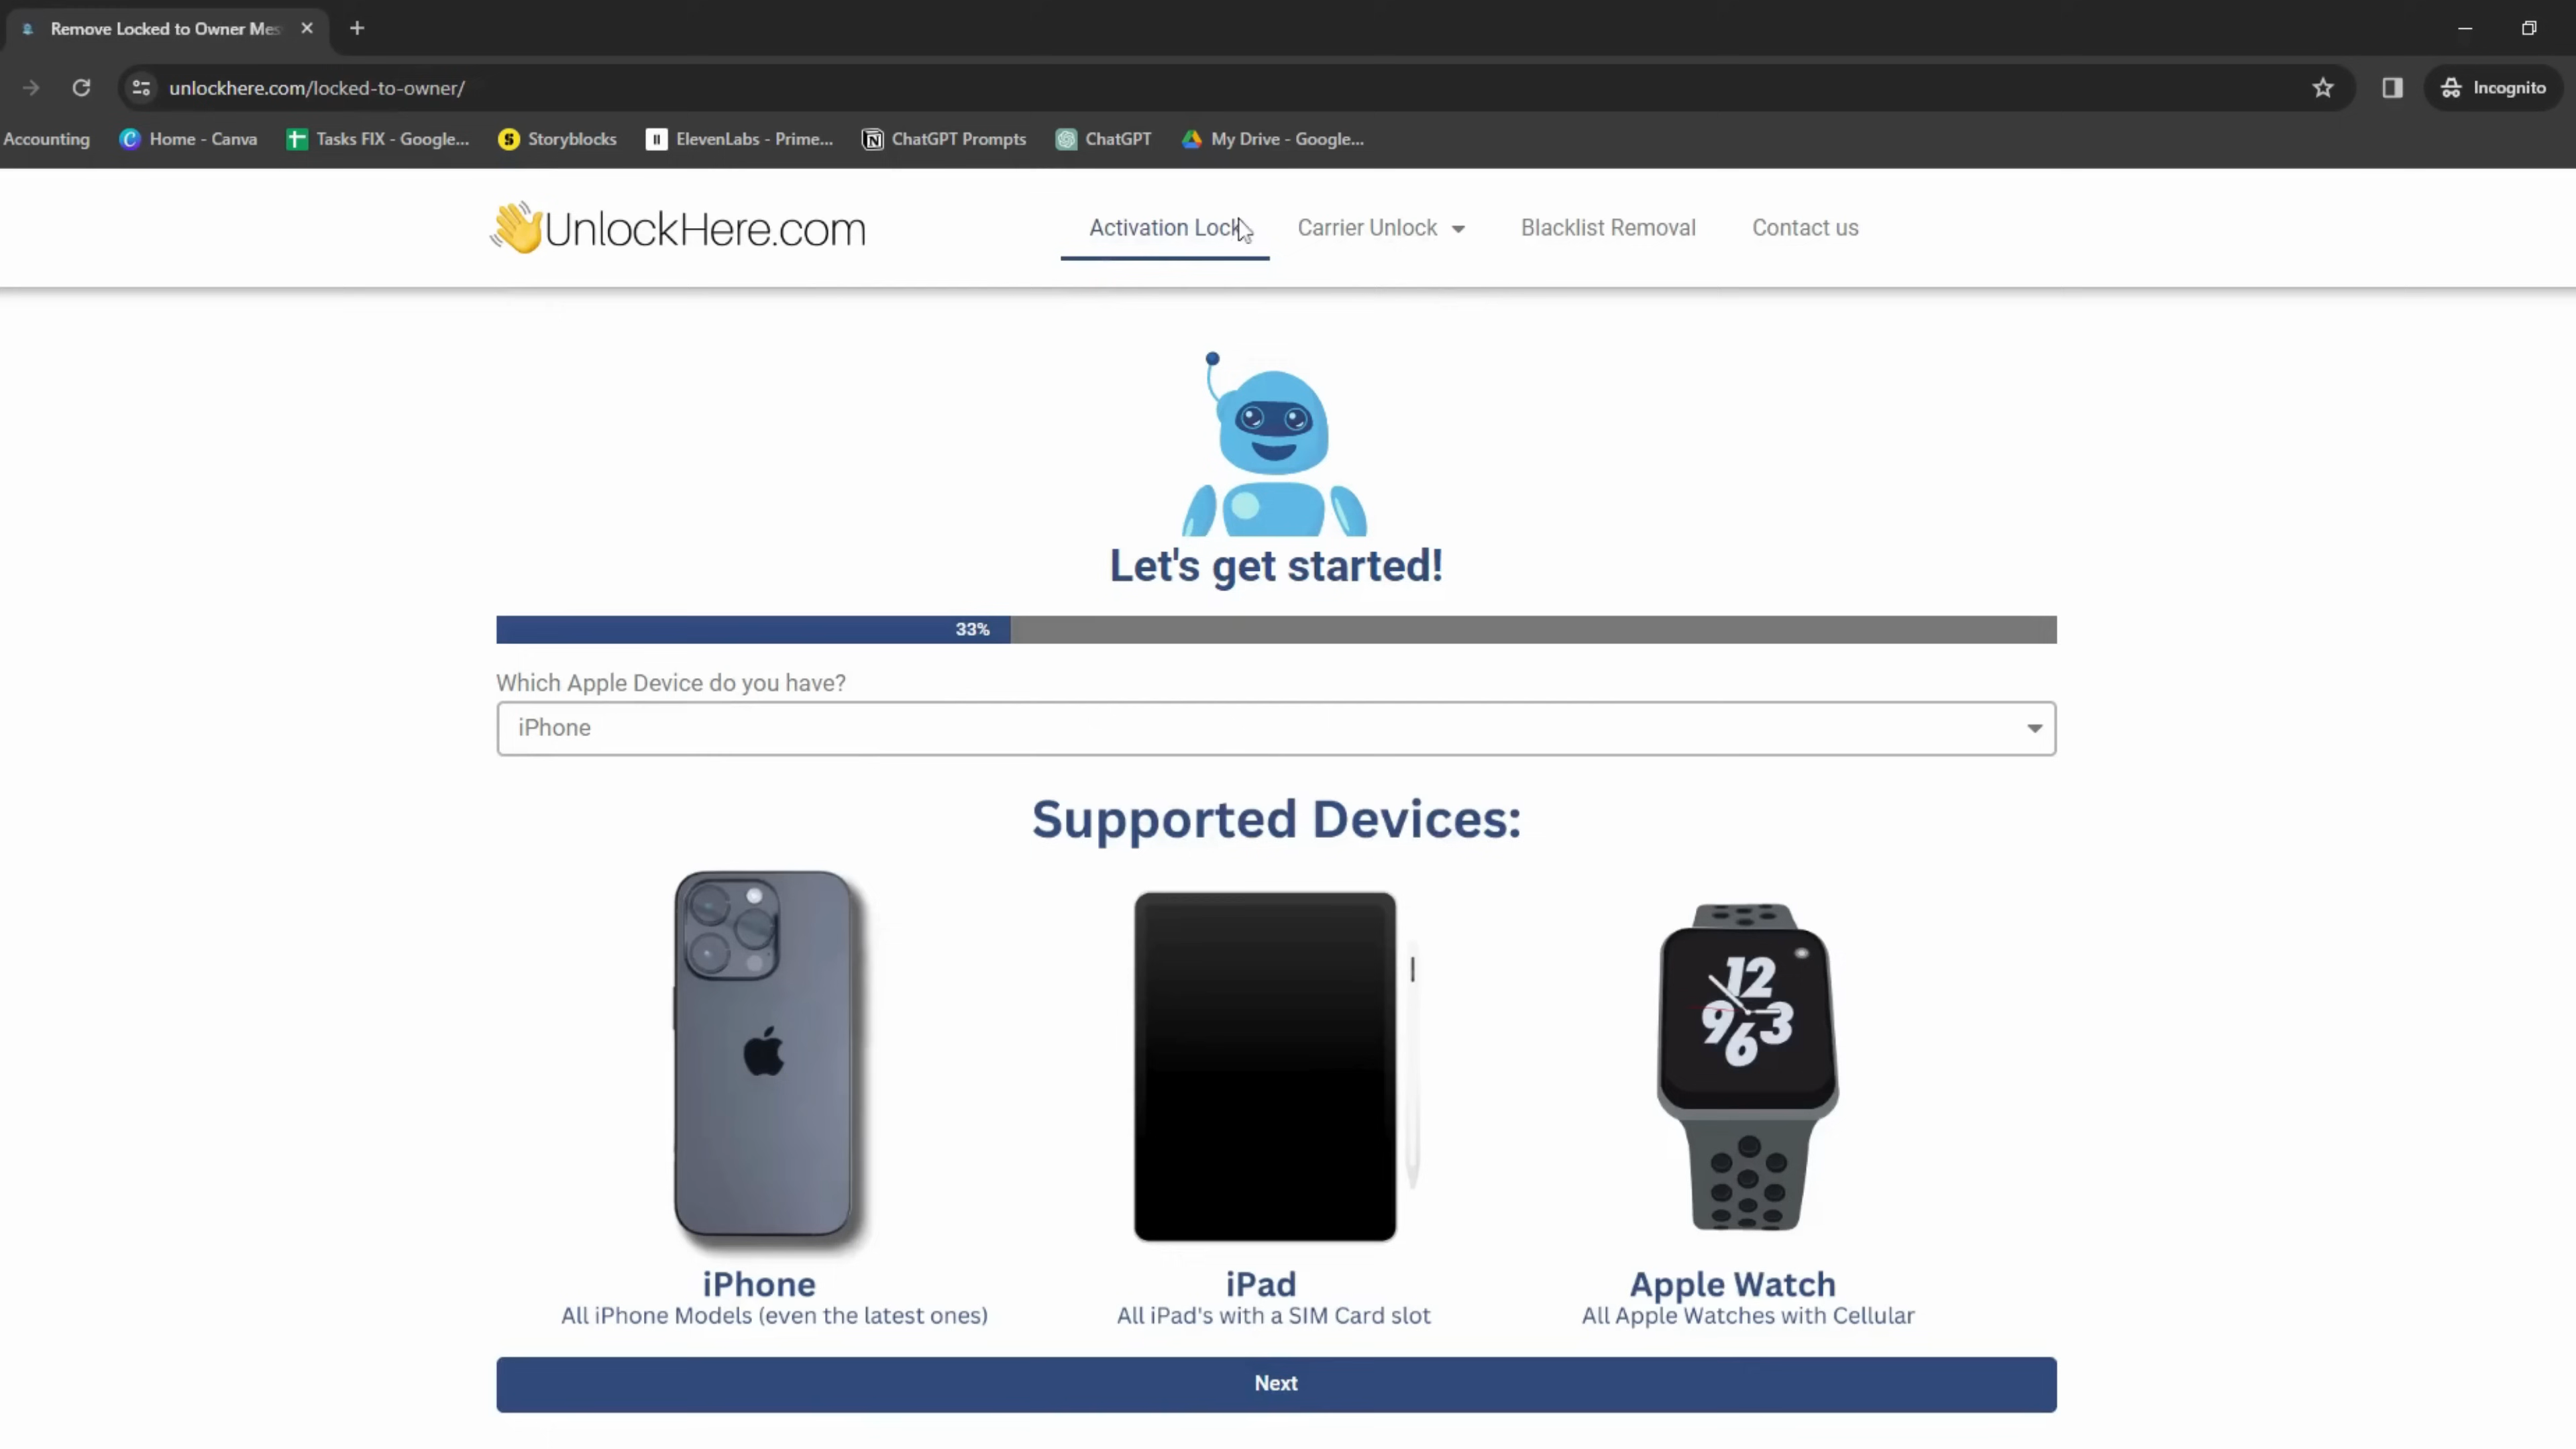 Remove Locked to Owner Mes
unlockhere.com/locked-to-owner/
Incognito
Accounting
Home - Canva
Tasks FIX - Google...
Storyblocks
ElevenLabs - Prime...
ChatGPT Prompts
ChatGPT
My Drive - Google...
UnlockHere.com
Activation Lock
Carrier Unlock
Blacklist Removal
Contact us
Let's get started!
33%
Which Apple Device do you have?
iPhone
Supported Devices:
12
9 3
6
iPhone
All iPhone Models (even the latest ones)
iPad
All iPad's with a SIM Card slot
Apple Watch
All Apple Watches with Cellular
Next